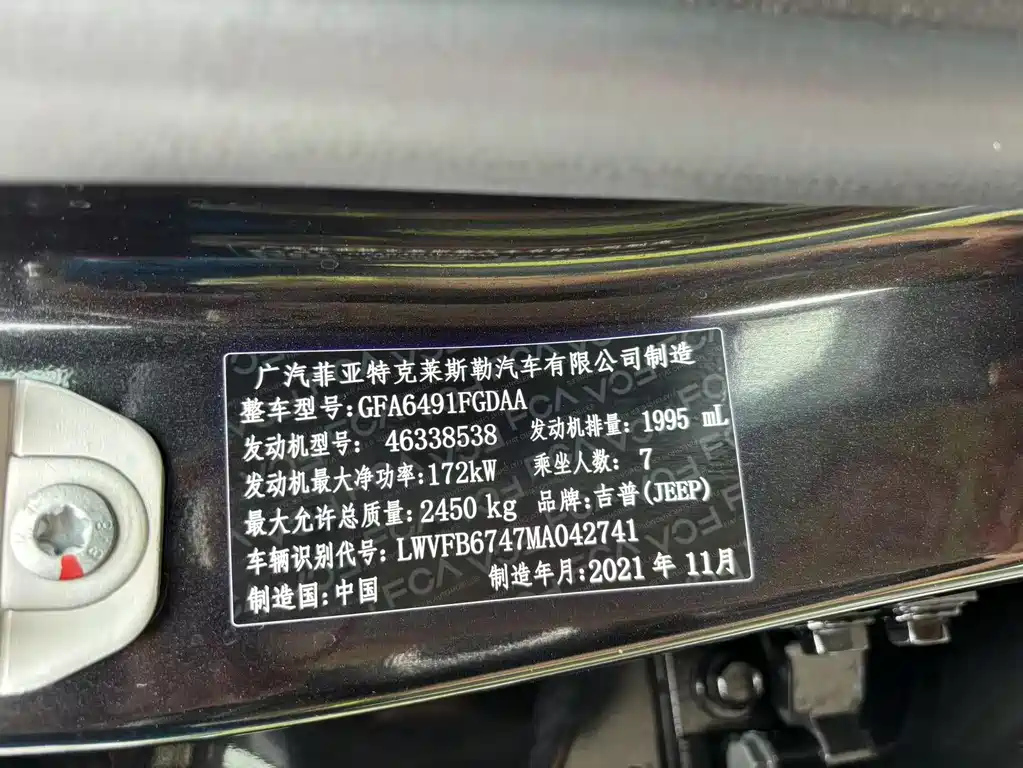 广汽菲亚特克莱斯勒汽车有限公司制造
整车型号:GFA6491FGDAA
发动机型号: 46338538 发动机排量: 1995 mL
发动机最大净功率:172kW 乘坐人数: 7
最大允许总质量:2450 kg 品牌:吉普(JEEP)
车辆识别代号: LWVFB6747MA042741
制造国:中国 制造年月:2021 年 11月